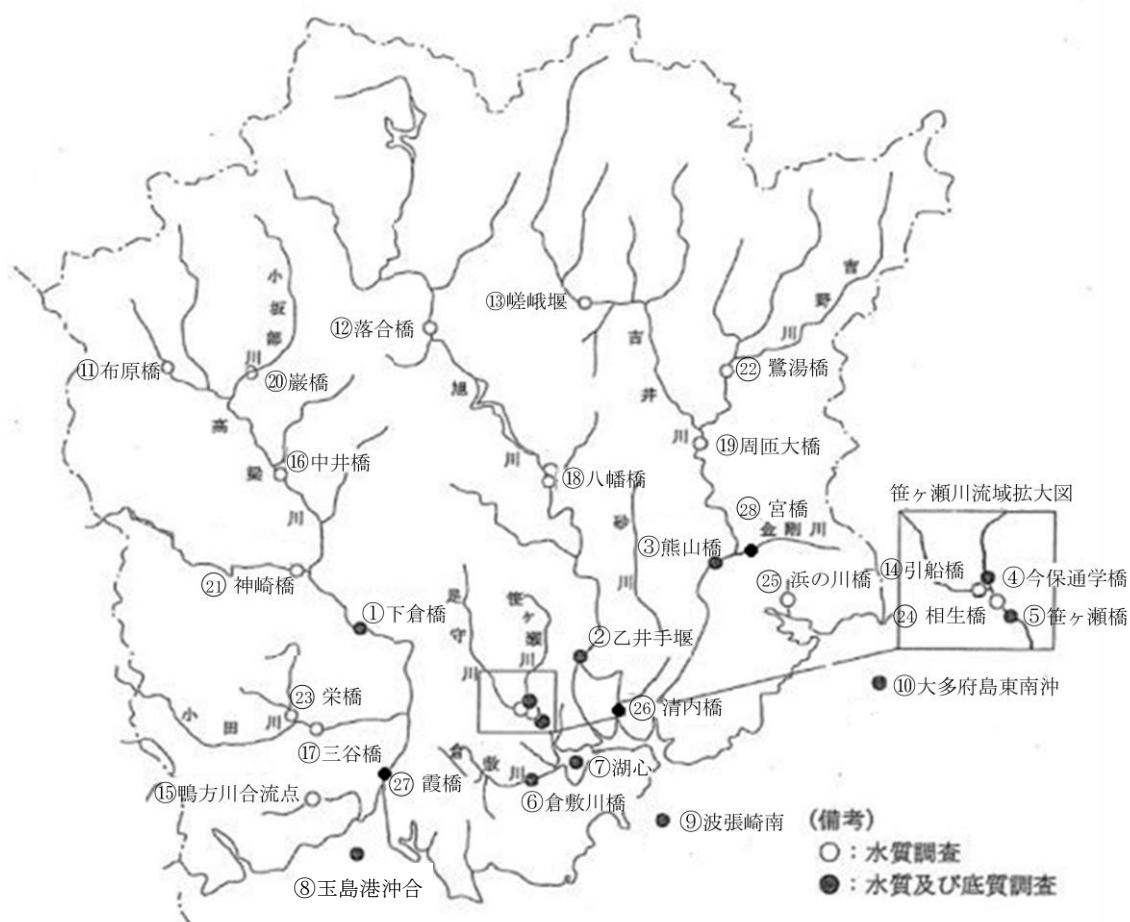 ⑬嵯峨堰
⑫落合橋
⑪布原橋
⑳巌橋
㉒鷺湯橋
⑲周匝大橋
⑯中井橋
⑱八幡橋
㉘宮橋
③熊山橋
㉑神崎橋
㉕浜の川橋
①下倉橋
②乙井手堰
㉓栄橋
⑰三谷橋
㉖清内橋
⑮鴨方川合流点
㉗霞橋
⑦湖心
⑥倉敷川橋
⑧玉島港沖合
⑨波張崎南
⑩大多府島東南沖
小坂部川
高梁川
旭川
吉井川
吉野川
砂川
金剛川
足守川
笹ヶ瀬川
小田川
倉敷川
笹ヶ瀬川流域拡大図
⑭引船橋
④今保通学橋
㉔相生橋
⑤笹ヶ瀬橋
(備考)
○：水質調査
●：水質及び底質調査